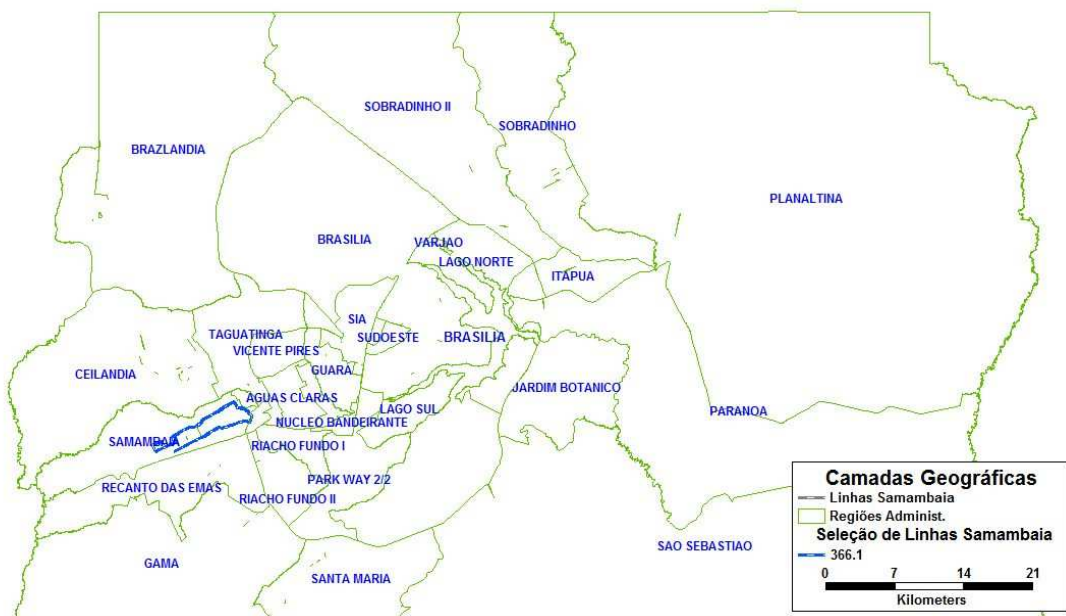 SOBRADINHO II
SOBRADINHO
BRAZLANDIA
PLANALTINA
BRASILIA
VARJAO
LAGO NORTE
ITAPUA
SIA
TAGUATINGA
SUDOESTE
BRASILIA
VICENTE PIRES
GUARA
CEILANDIA
JARDIM BOTANICO
AGUAS CLARAS
LAGO SUL
PARANOA
NUCLEO BANDEIRANTE
SAMAMBAIA
RIACHO FUNDO I
PARK WAY 2/2
RECANTO DAS EMAS
RIACHO FUNDO II
SAO SEBASTIAO
GAMA
SANTA MARIA
Camadas Geográficas
Linhas Samambaia
Regiões Administ.
Seleção de Linhas Samambaia
366.1
0 7 14 21
Kilometers